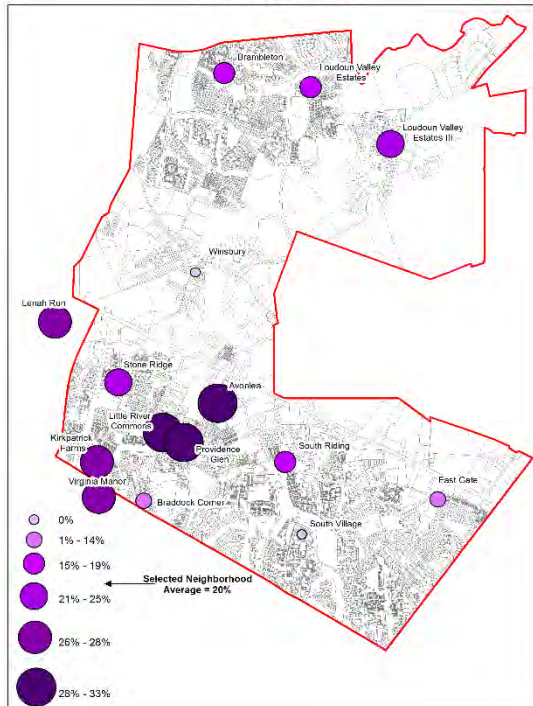 Brambleton
Loudoun Valley
Estates
Loudoun Valley
Estates III
Winsbury
Lenah Run
Stone Ridge
Avonlea
Little River
Commons
Providence
Glen
Kirkpatrick
Farms
South Riding
Virginia Manor
East Gate
Braddock Corner
South Village
0%
1% - 14%
15% - 19%
21% - 25%
Selected Neighborhood
Average = 20%
26% - 28%
28% - 33%